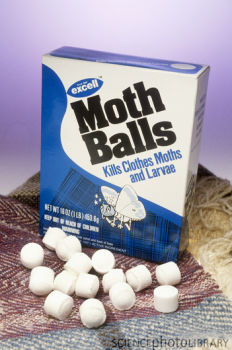 excell
Moth
Balls
Kills Clothes Moths
and Larvae
NET WT 16 OZ (1 LB) 453.6g
KEEP OUT OF REACH OF CHILDREN
WARNING
SCIENCEPHOTOLIBRARY